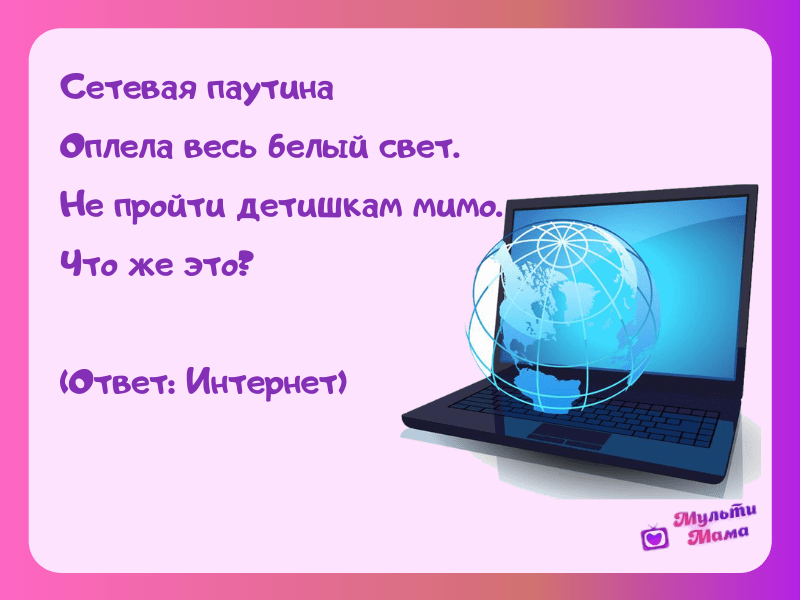 Сетевая паутина
Оплела весь белый свет.
Не пройти детишкам мимо.
Что же это?
(Ответ: Интернет)
Мульти
Мама